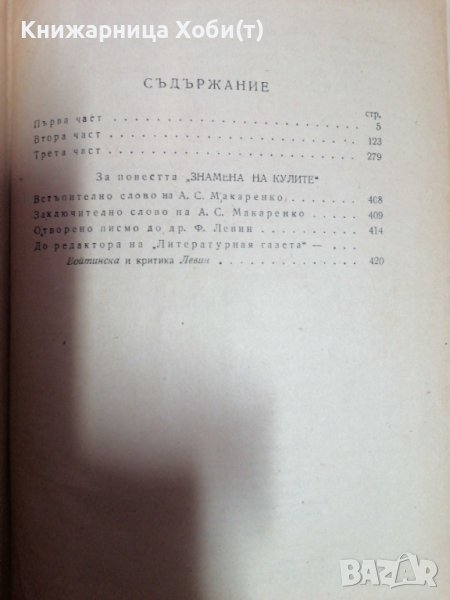 Книжарница Хоби(т)
СЪДЪРЖАНИЕ
стр.
Първа част . . . . . . . . . . . . . . . . . . . . 5
Втора част . . . . . . . . . . . . . . . . . . . . 123
Трета част . . . . . . . . . . . . . . . . . . . . 279
За повестта „ЗНАМЕНА НА КУЛИТЕ“
Встъпително слово на А. С. Макаренко . . . . . . . 408
Заключително слово на А. С. Макаренко . . . . . . 409
Отворено писмо до др. Ф. Левин . . . . . . . . . . 414
До редактора на „Литературная газета“ —
Войтинска и критика Левин . . . . . . . . . . . . 420
BAZAR